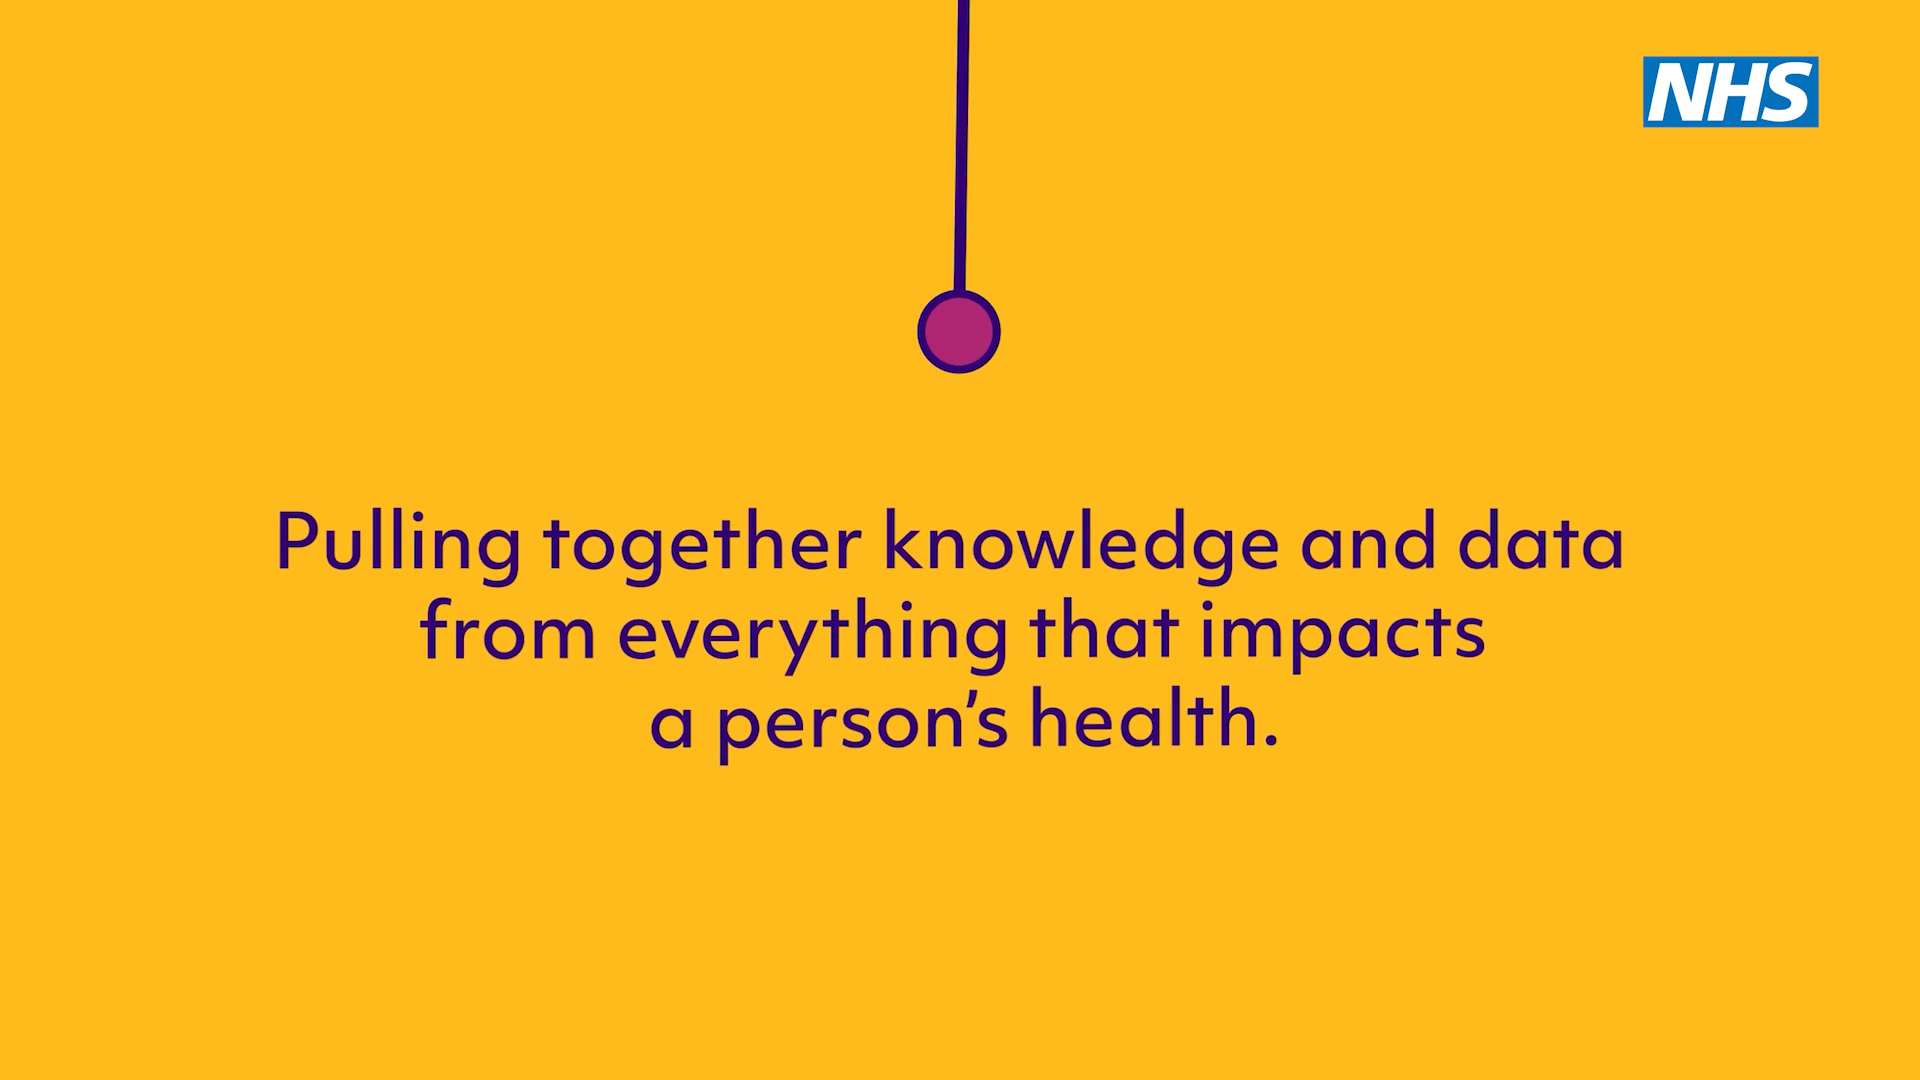 NHS
Pulling together knowledge and data
from everything that impacts
a person’s health.